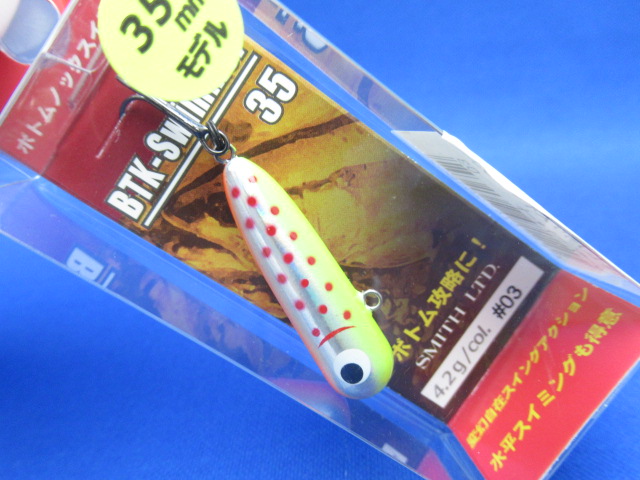 35mm
モデル
ボトムノックスイ
BTK-Swimm
35
ボトム攻略に！
SMITH LTD.
4.2g/col. #03
変幻自在スイングアクション
水平スイミングも得意